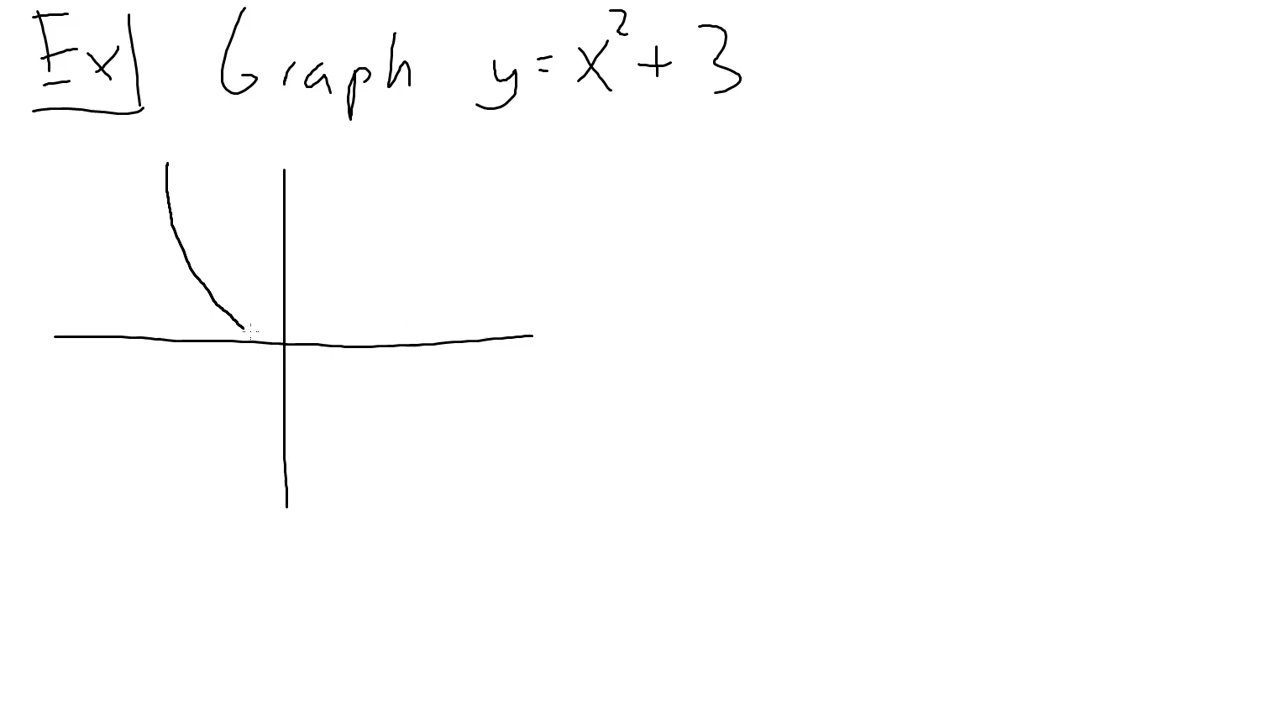 Ex Graph y = x² + 3